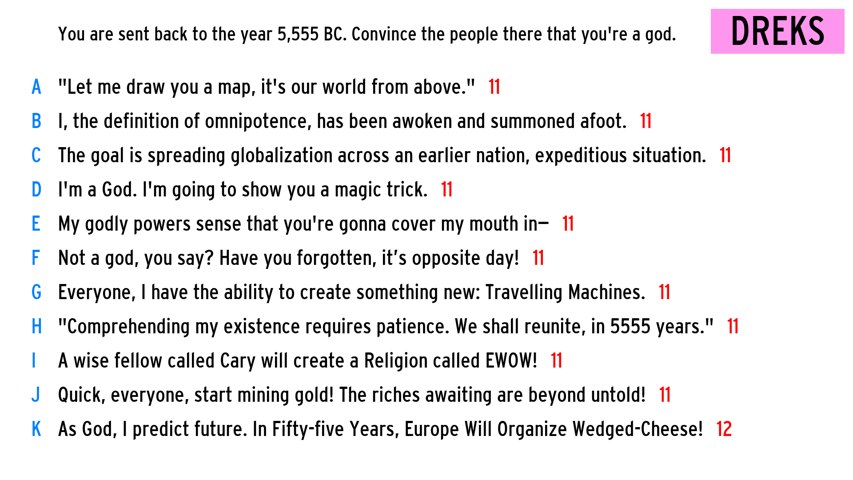 You are sent back to the year 5,555 BC. Convince the people there that you're a god.
DREKS
A "Let me draw you a map, it's our world from above." 11
B I, the definition of omnipotence, has been awoken and summoned afoot. 11
C The goal is spreading globalization across an earlier nation, expeditious situation. 11
D I'm a God. I'm going to show you a magic trick. 11
E My godly powers sense that you're gonna cover my mouth in— 11
F Not a god, you say? Have you forgotten, it’s opposite day! 11
G Everyone, I have the ability to create something new: Travelling Machines. 11
H "Comprehending my existence requires patience. We shall reunite, in 5555 years." 11
I A wise fellow called Cary will create a Religion called EWOW! 11
J Quick, everyone, start mining gold! The riches awaiting are beyond untold! 11
K As God, I predict future. In Fifty-five Years, Europe Will Organize Wedged-Cheese! 12